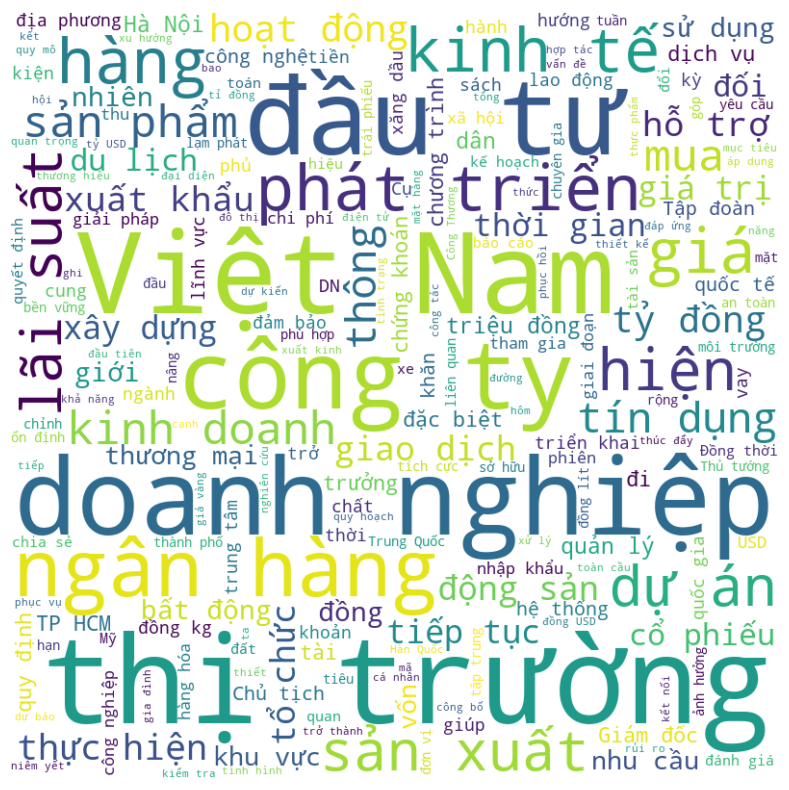 địa phương
Hà Nội
hoạt động
hành
hướng
tuần
sử dụng
kết
quy mô
xu hướng
hàng
công nghệ
tiền
kinh tế
hợp tác
vấn đề
dịch vụ
kiện
nhiên
bao
toán
tỉ đồng
đầu tư
sách
lao động
đối
kỳ
đối
hội
sản phẩm
thu
trái phiếu
xăng dầu
chương trình
xã hội
tổng
góp
hỗ trợ
yêu cầu
thực phẩm
quan trọng
tỷ USD
lạm phát
dân
chuyên gia
mua
mục tiêu
áp dụng
du lịch
phủ
hiệu
kế hoạch
thương hiệu
đại diện
lãi suất
xuất khẩu
Cụ
mặt hàng
phát triển
thức
giá trị
giải pháp
đô thị
chi phí
điện tử
Công Thương
thời gian
Tập đoàn
quyết định
lĩnh vực
Việt Nam
thông
chứng khoán
báo cáo
phục hồi
thiết kế
đáp ứng
giá
năng
mặt
ghi
cung
đầu
dự kiến
DN
tình trạng
công tác
tài sản
quốc tế
bền vững
xây dựng
đảm bảo
phù hợp
triệu đồng
tham gia
giai đoạn
tỷ đồng
an toàn
đầu tiên
nâng
xuất kinh
công ty
khăn
liên quan
đường
hiện
vay
môi trường
giới
ngành
xe
khả năng
chính
cạnh
kinh doanh
đặc biệt
hôm
tín dụng
rộng
ổn định
giao dịch
triển khai
thúc đẩy
Đồng thời
tiếp
thương mại
trở
tích cực
sở hữu
phiên
đi
Thủ tướng
doanh nghiệp
giá vàng
nghiên cứu
trưởng
chất
đồng lít
quy hoạch
chia sẻ
thành phố
trung tâm
thời
Trung Quốc
xử lý
quản lý
quốc gia
USD
ngân hàng
nhập khẩu
toàn cầu
động sản
dự án
phục vụ
bất động
đồng
hệ thống
đồng USD
TP HCM
Mỹ
đồng kg
tổ chức
khoản
tiếp tục
cổ phiếu
hạn
quy định
gia đình
thiết
ta
đất
tài
Hàn Quốc
mã
tập trung
ảnh hưởng
kết nối
thị trường
dự báo
công nghiệp
hàng hóa
Chủ tịch
tiêu
cá nhân
vốn
công bố
quan
trở thành
giúp
Giám đốc
rủi ro
thực hiện
khu vực
sản xuất
đơn vị
nhu cầu
đánh giá
niêm yết
kiểm tra
tình hình